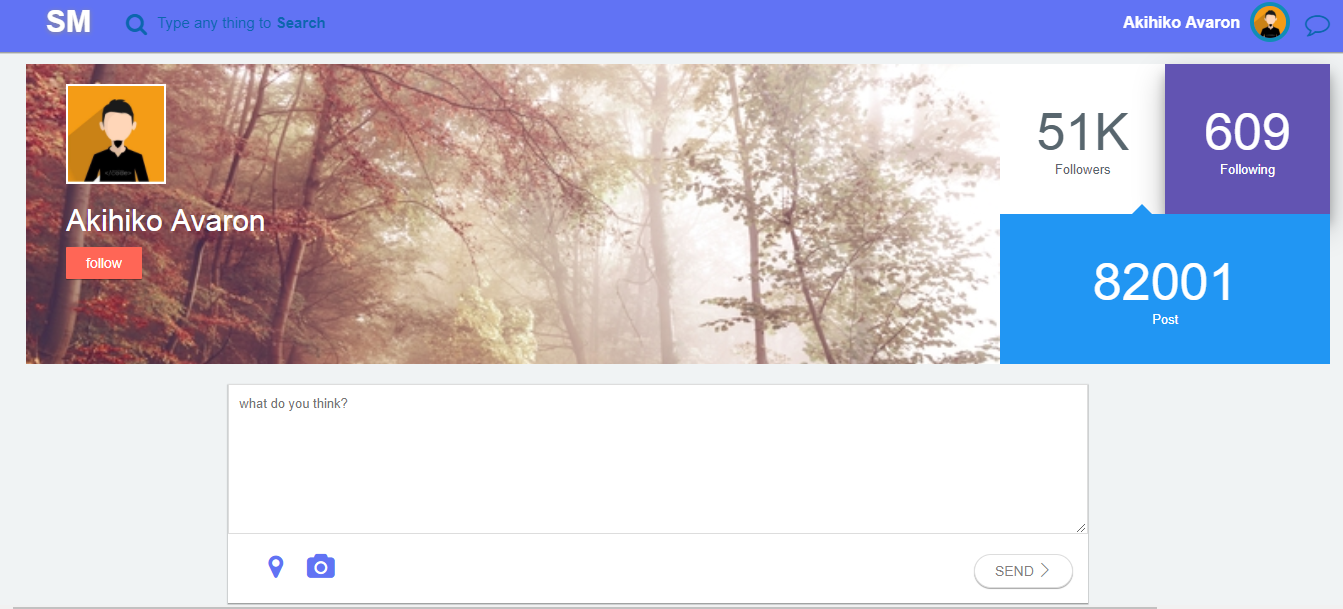 SM
Type any thing to Search
Akihiko Avaron
Akihiko Avaron
follow
51K
Followers
609
Following
82001
Post
what do you think?
SEND